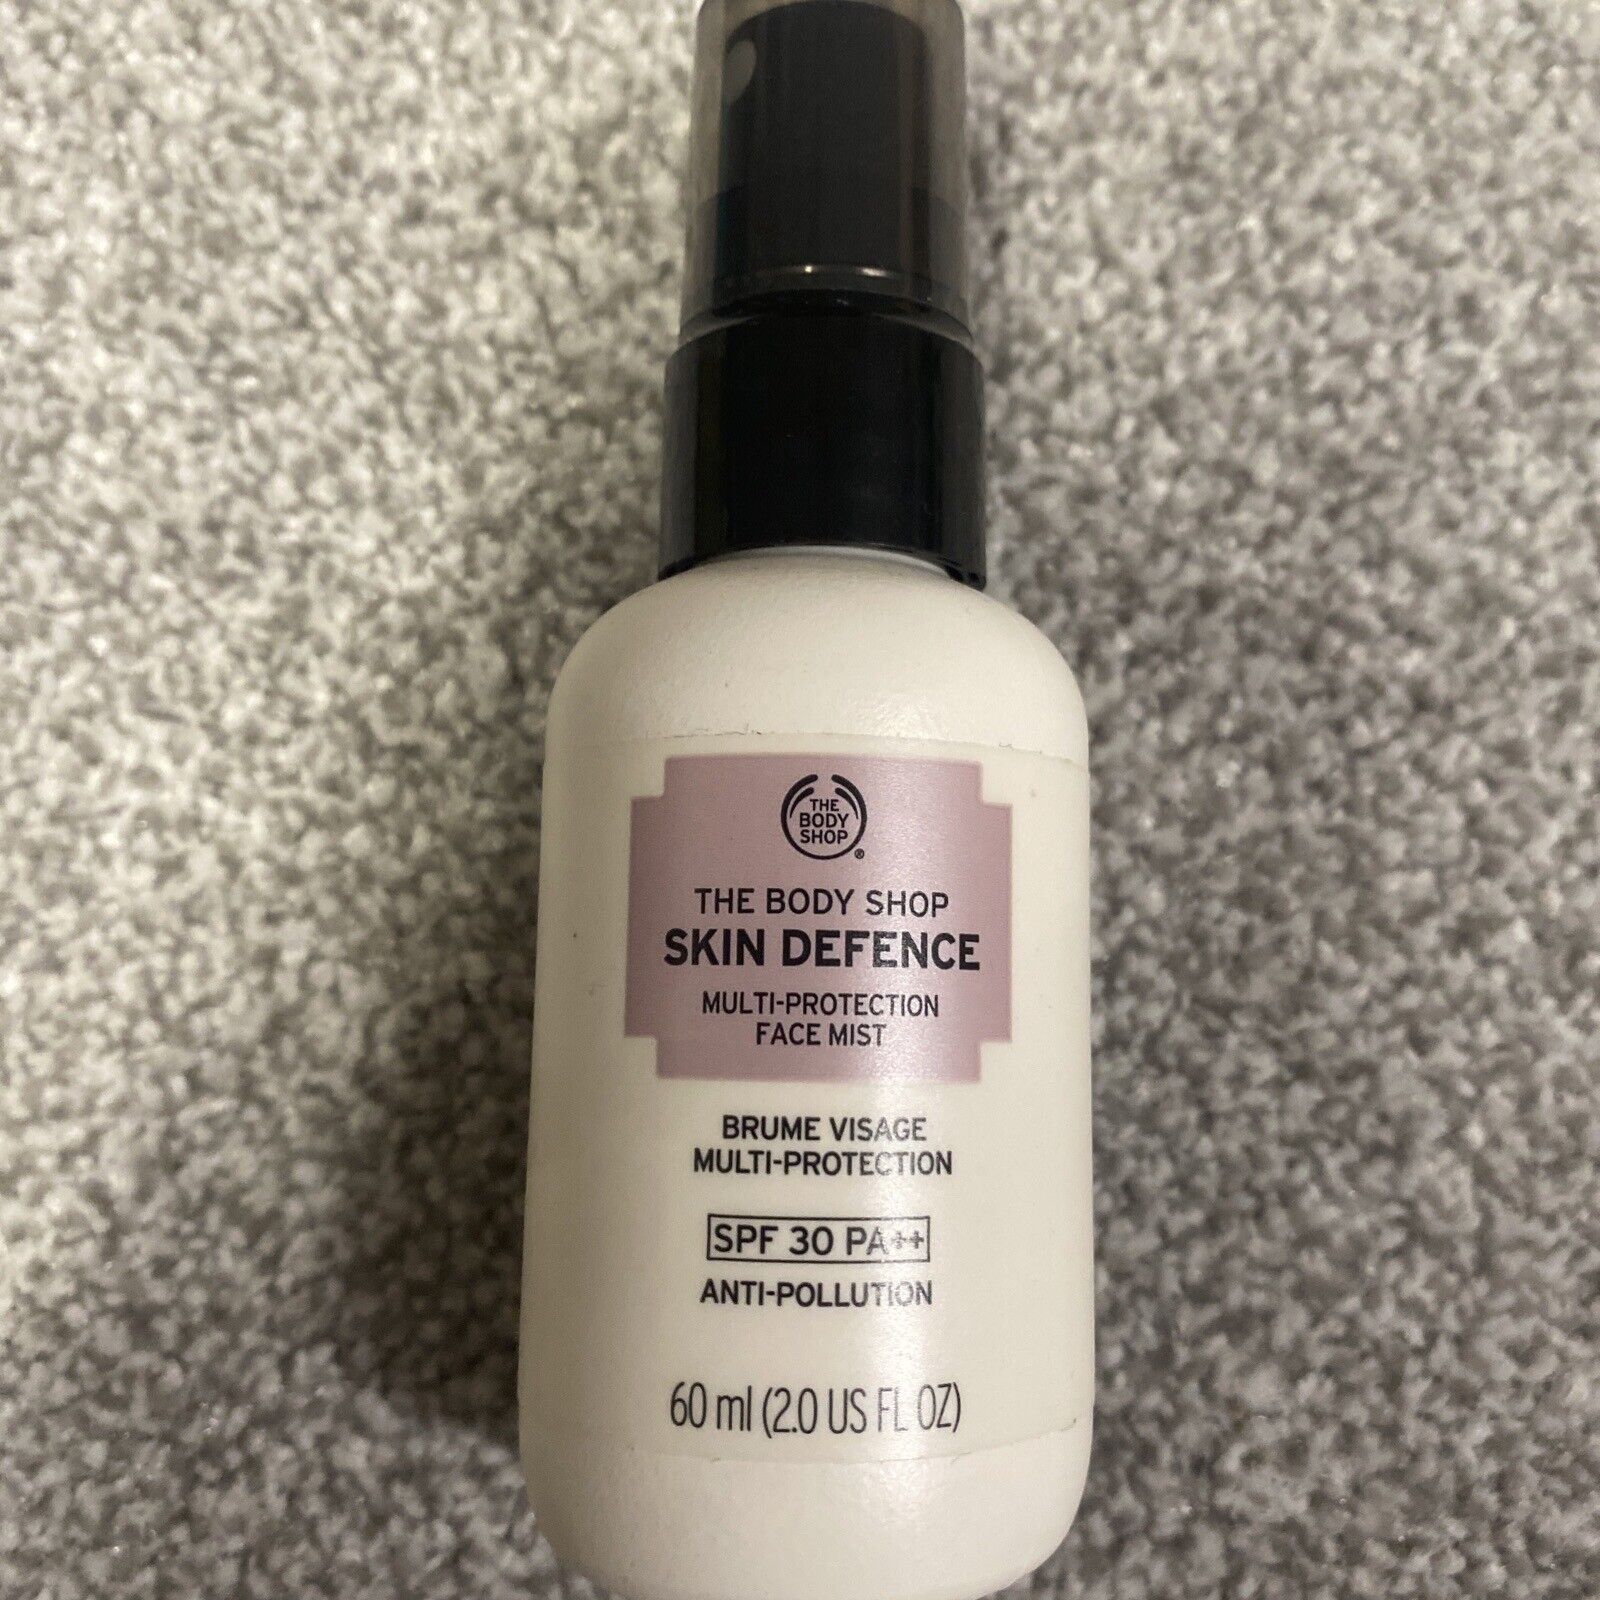 THE
BODY
SHOP
®
THE BODY SHOP
SKIN DEFENCE
MULTI-PROTECTION
FACE MIST
BRUME VISAGE
MULTI-PROTECTION
SPF 30 PA++
ANTI-POLLUTION
60 ml (2.0 US FL OZ)